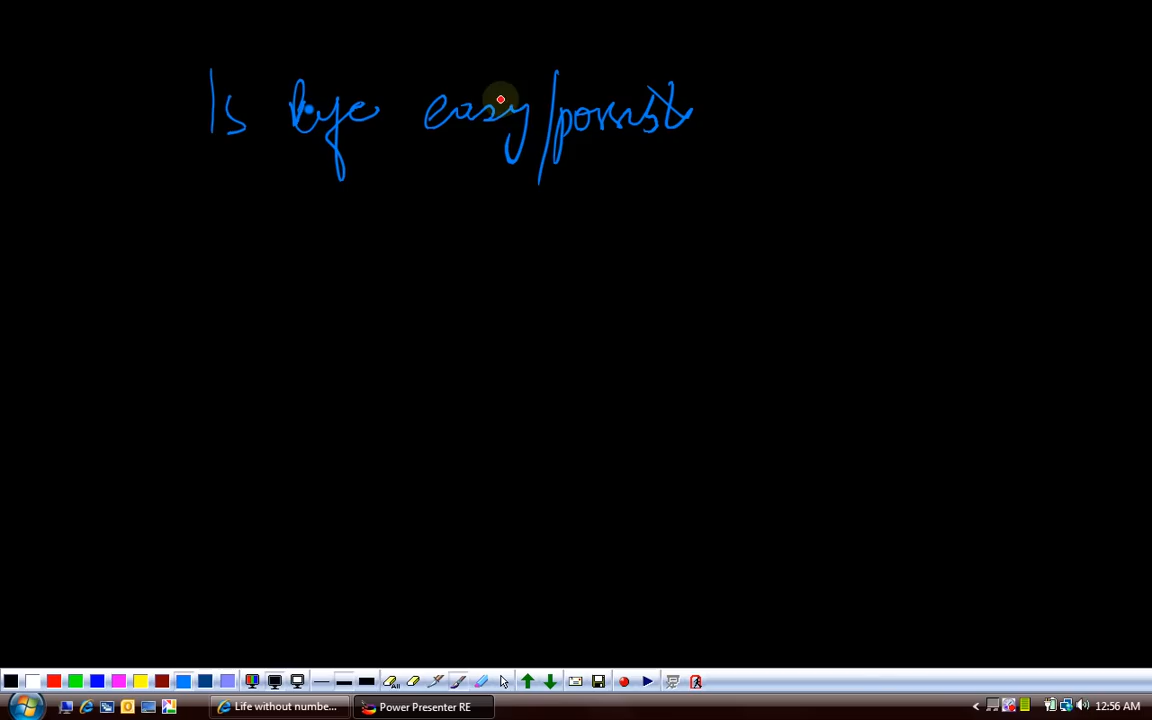 Is life easy/possible
Life without numbe...
Power Presenter RE
12:56 AM